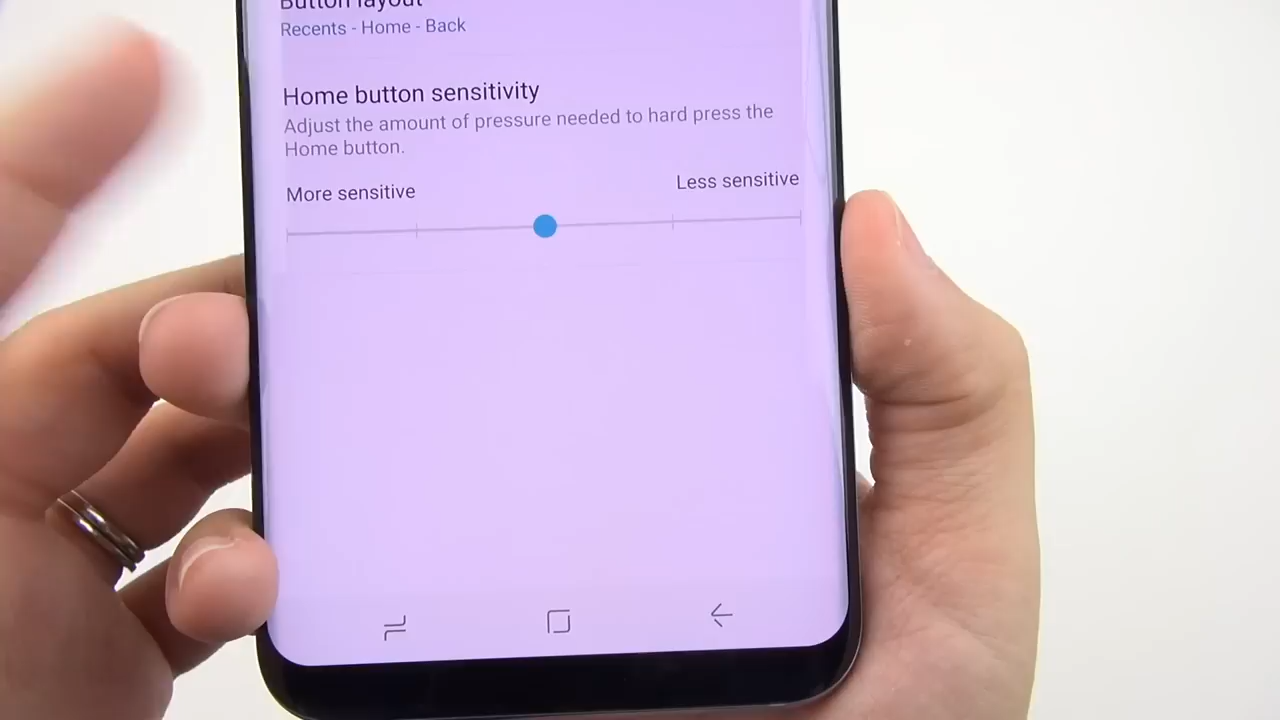 Button layout
Recents - Home - Back
Home button sensitivity
Adjust the amount of pressure needed to hard press the
Home button.
More sensitive
Less sensitive